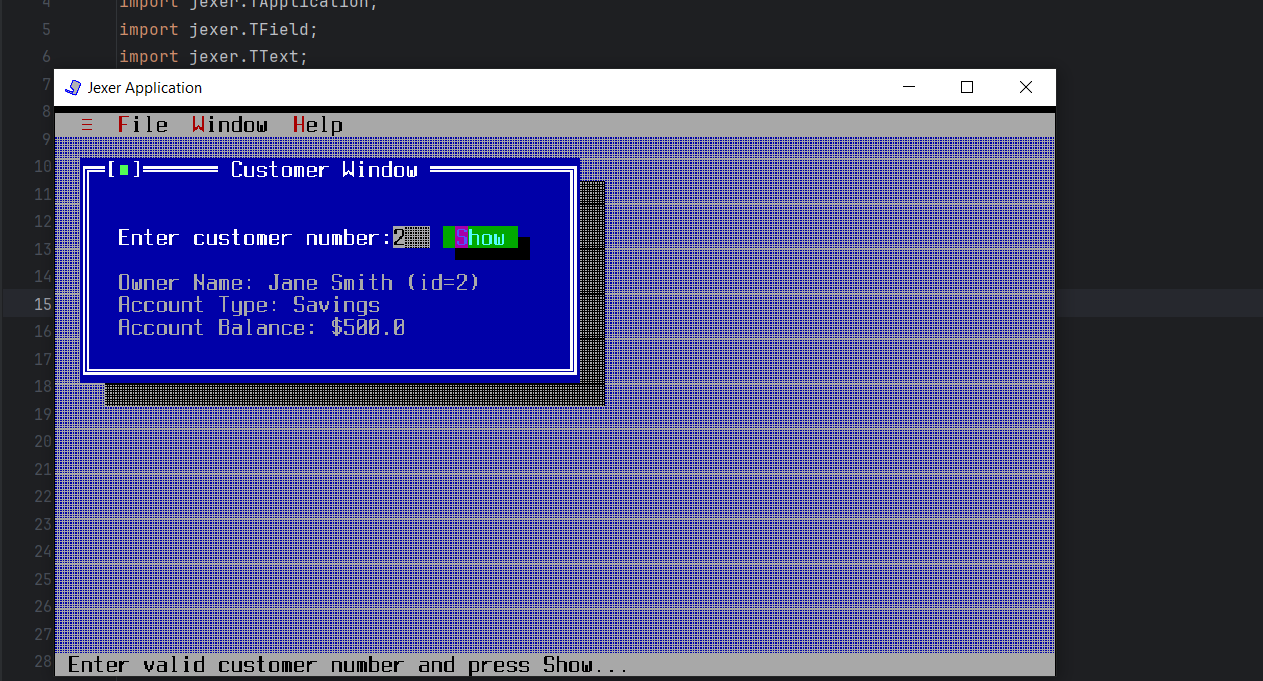 4 import jexer.TApplication;
5 import jexer.TField;
6 import jexer.TText;
7
Jexer Application
8
≡ File Window Help
9
10
[■] Customer Window
11
12
Enter customer number:2 Show
13
14
Owner Name: Jane Smith (id=2)
15
Account Type: Savings
16
Account Balance: $500.0
17
18
19
20
21
22
23
24
25
26
27
28
Enter valid customer number and press Show...